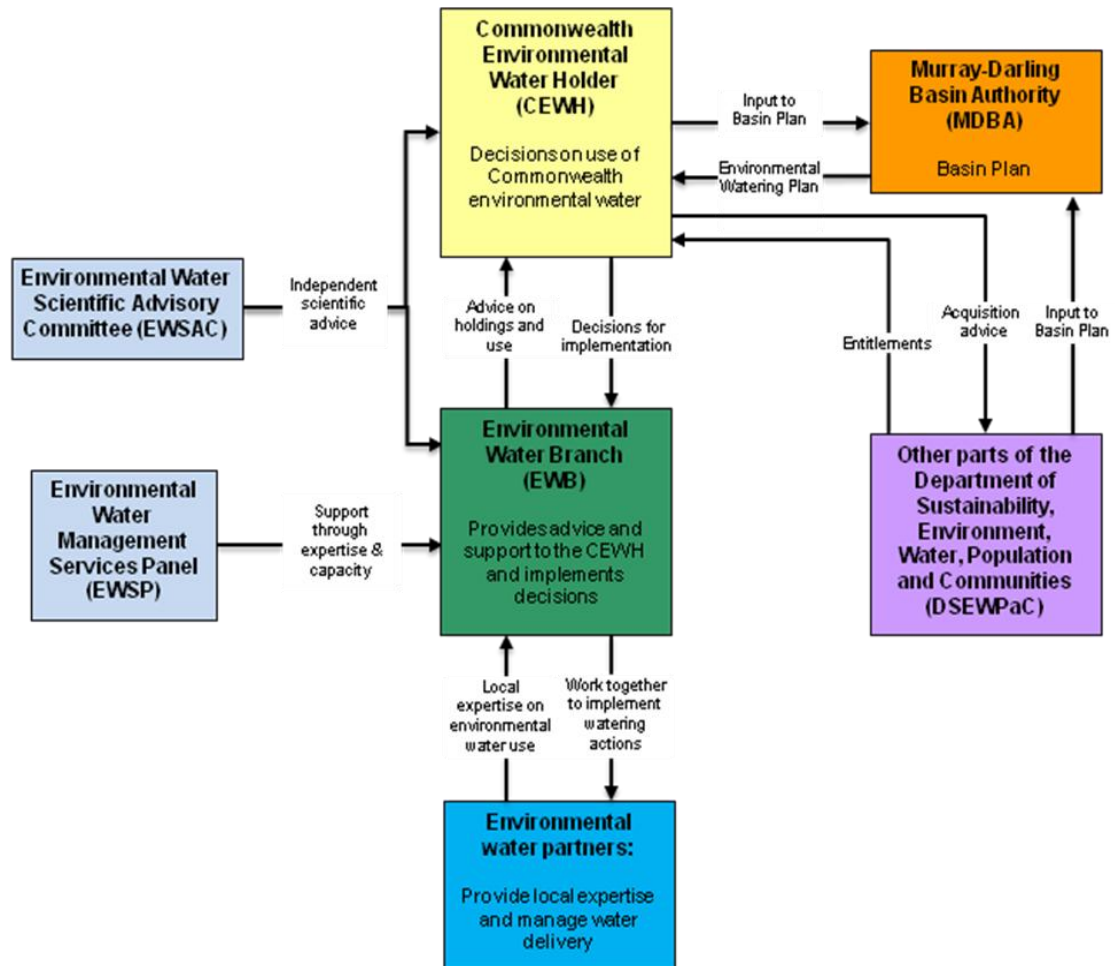 Commonwealth
Environmental
Water Holder
(CEWH)
Decisions on use of
Commonwealth
environmental water
Input to
Basin Plan
Environmental
Watering Plan
Murray-Darling
Basin Authority
(MDBA)
Basin Plan
Environmental Water
Scientific Advisory
Committee (EWSAC)
Independent
scientific
advice
Advice on
holdings and
use
Decisions for
implementation
Entitlements
Acquisition
advice
Input to
Basin Plan
Environmental
Water
Management
Services Panel
(EWSP)
Support
through
expertise &
capacity
Environmental
Water Branch
(EWB)
Provides advice and
support to the CEWH
and implements
decisions
Other parts of the
Department of
Sustainability,
Environment,
Water, Population
and Communities
(DSEWPaC)
Local
expertise on
environmental
water use
Work together
to implement
watering
actions
Environmental
water partners:
Provide local expertise
and manage water
delivery